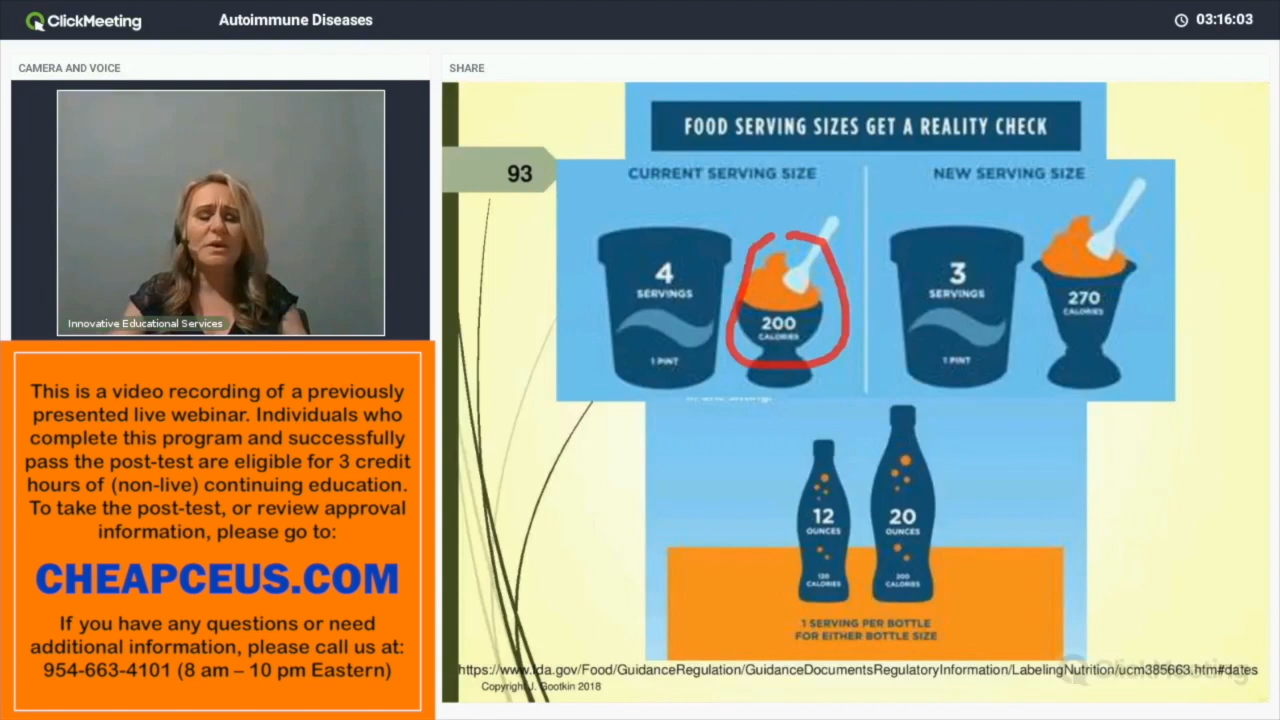 ClickMeeting
Autoimmune Diseases
03:16:03
CAMERA AND VOICE
SHARE
Innovative Educational Services
This is a video recording of a previously
presented live webinar. Individuals who
complete this program and successfully
pass the post-test are eligible for 3 credit
hours of (non-live) continuing education.
To take the post-test, or review approval
information, please go to:
CHEAPCEUS.COM
If you have any questions or need
additional information, please call us at:
954-663-4101 (8 am – 10 pm Eastern)
93
FOOD SERVING SIZES GET A REALITY CHECK
CURRENT SERVING SIZE
NEW SERVING SIZE
4
SERVINGS
1 PINT
200
CALORIES
3
SERVINGS
1 PINT
270
CALORIES
12
OUNCES
120
CALORIES
20
OUNCES
200
CALORIES
1 SERVING PER BOTTLE
FOR EITHER BOTTLE SIZE
https://www.fda.gov/Food/GuidanceRegulation/GuidanceDocumentsRegulatoryInformation/LabelingNutrition/ucm385663.htm#dates
Copyright J. Gootkin 2018
ClickMeeting